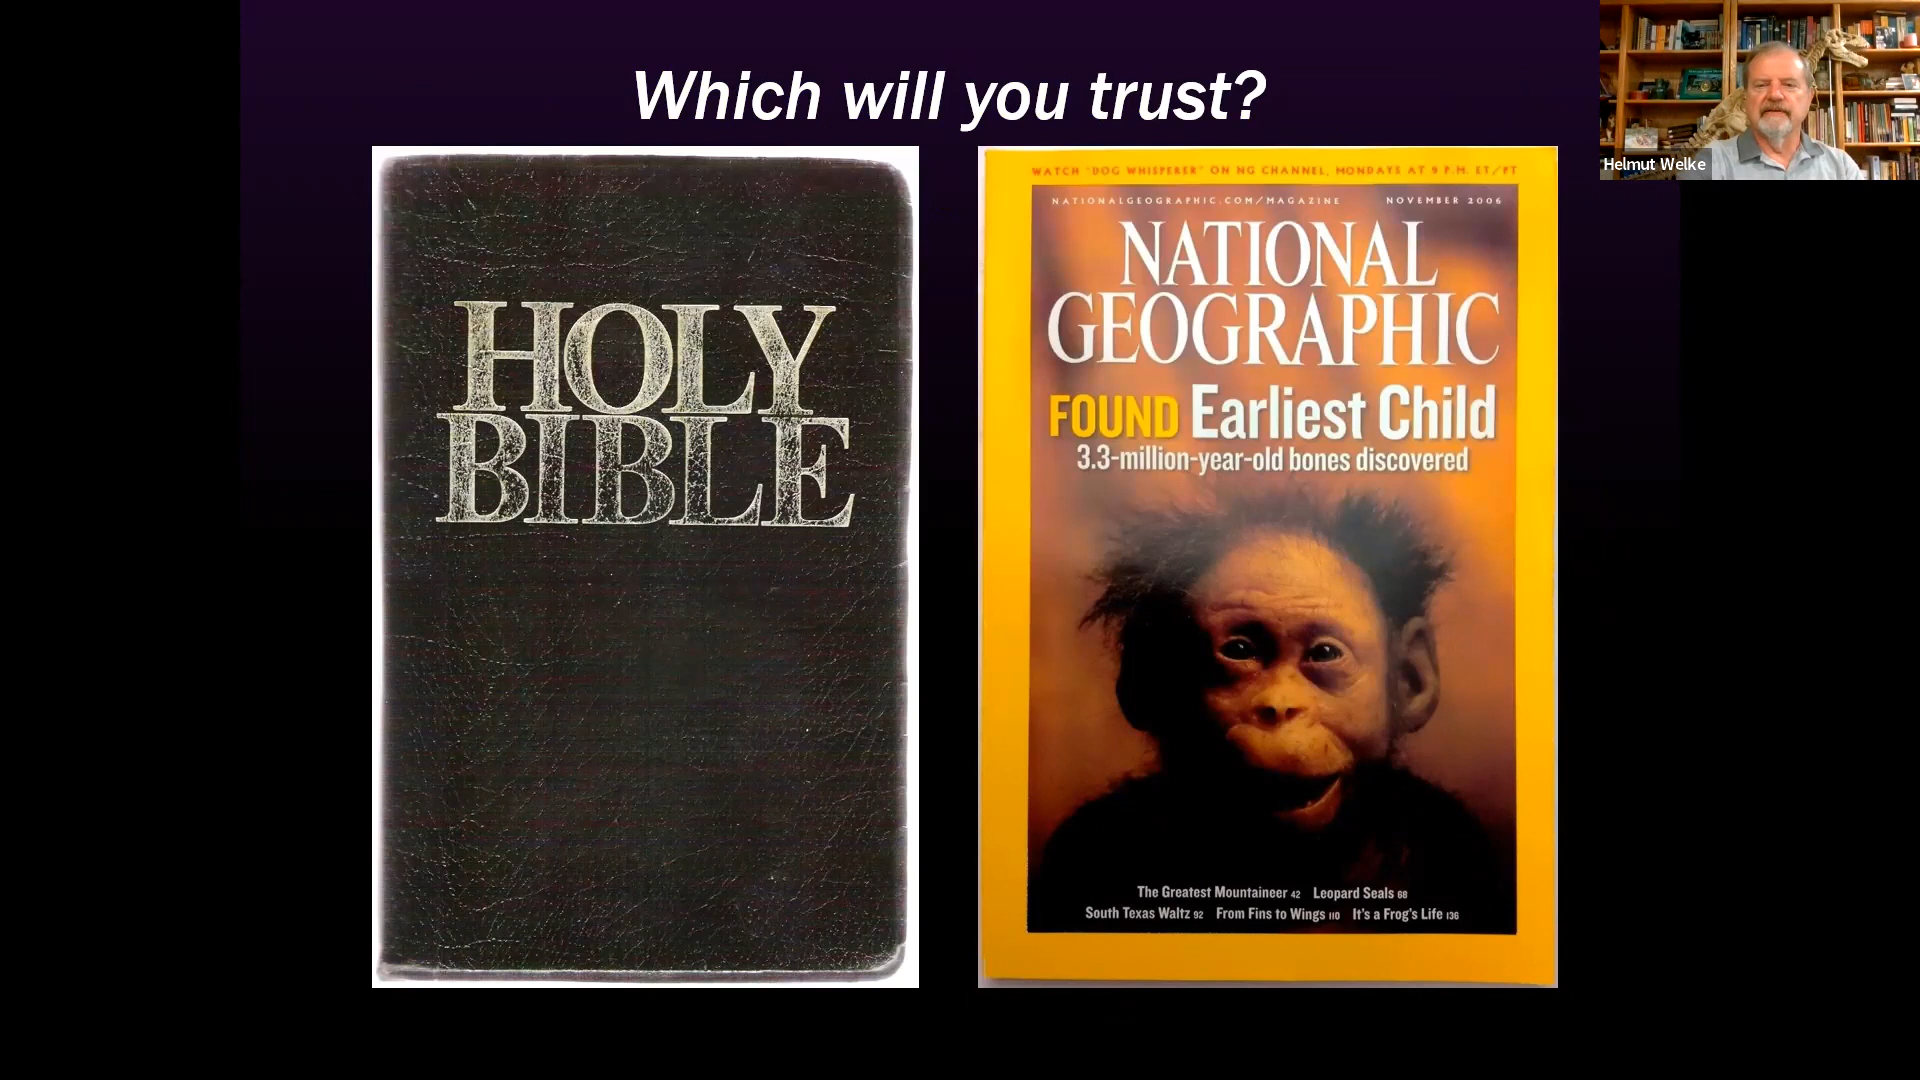 Which will you trust?
HOLY
BIBLE
WATCH "DOG WHISPERER" ON NG CHANNEL, MONDAYS AT 9 P.M. ET/PT
NATIONALGEOGRAPHIC.COM/MAGAZINE NOVEMBER 2006
NATIONAL
GEOGRAPHIC
FOUND Earliest Child
3.3-million-year-old bones discovered
The Greatest Mountaineer 42 Leopard Seals 68
South Texas Waltz 92 From Fins to Wings 110 It's a Frog's Life 136
Helmut Welke